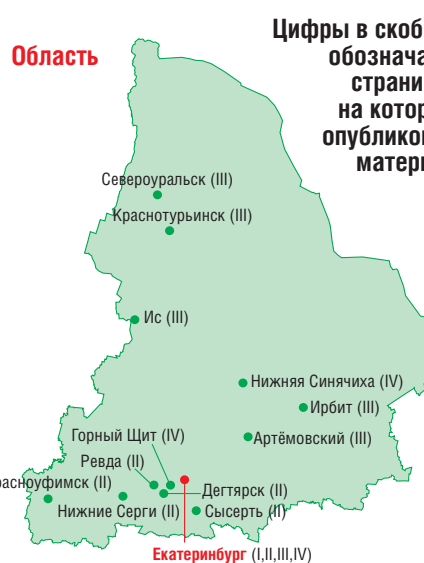 Область
Цифры в скоб
обознача
страни
на котор
опубликов
матери
Североуральск (III)
Краснотурьинск (III)
Ис (III)
Нижняя Синячиха (IV)
Ирбит (III)
Артёмовский (III)
Горный Щит (IV)
Ревда (II)
расноуфимск (II)
Дегтярск (II)
Нижние Серги (II)
Сысерть (II)
Екатеринбург (I,II,III,IV)